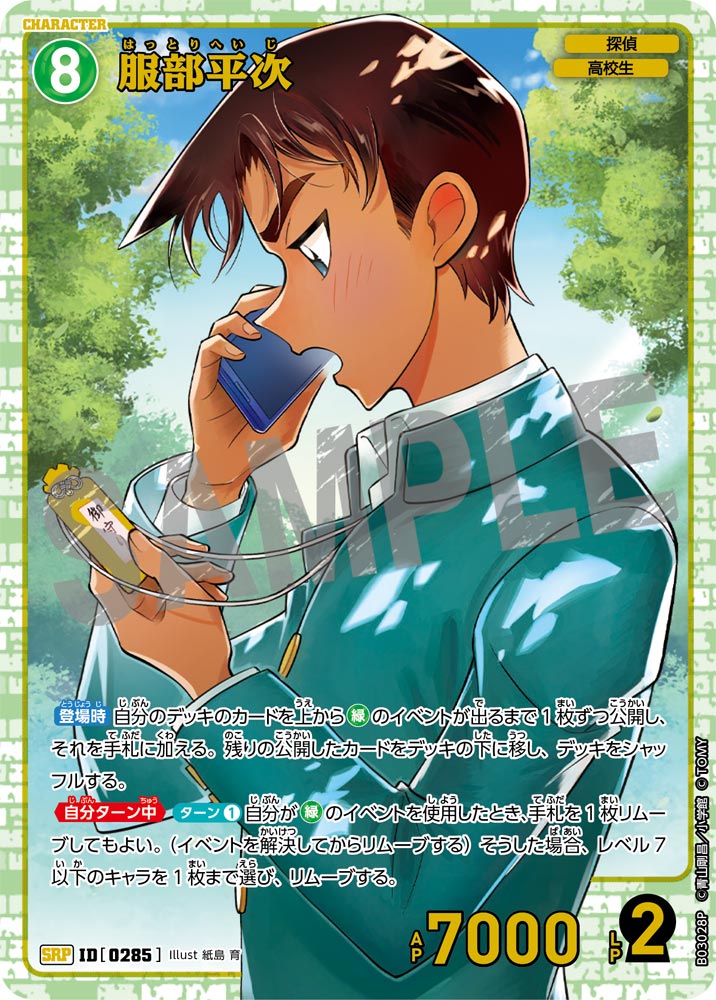 CHARACTER
8
はっとりへいじ
服部平次
探偵
高校生
御守
SAMPLE
登場時 自分のデッキのカードを上から緑のイベントが出るまで1枚ずつ公開し、
それを手札に加える。残りの公開したカードをデッキの下に移し、デッキをシャッ
フルする。
自分ターン中 ターン1 自分が緑のイベントを使用したとき、手札を1枚リムー
ブしてもよい。(イベントを解決してからリムーブする)そうした場合、レベル7
以下のキャラを1枚まで選び、リムーブする。
AP 7000 LP 2
SRP ID[0285] Illust 紙島 育
B03028P ©青山剛昌/小学館 ©TOMY